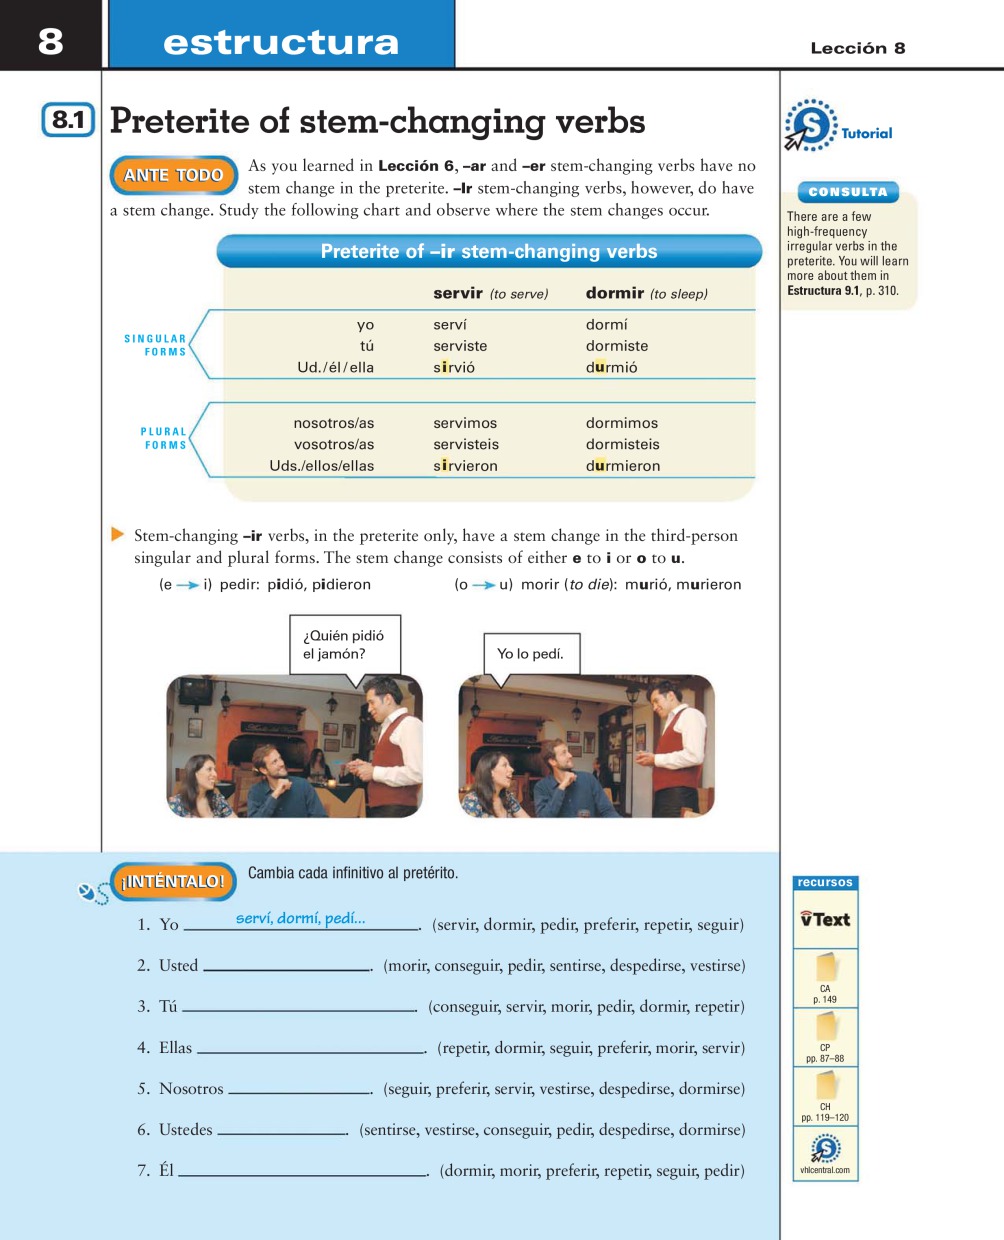 8
estructura
Lección 8
8.1
Preterite of stem-changing verbs
Tutorial
ANTE TODO
As you learned in Lección 6, –ar and –er stem-changing verbs have no
stem change in the preterite. –Ir stem-changing verbs, however, do have
a stem change. Study the following chart and observe where the stem changes occur.
CONSULTA
There are a few
high-frequency
irregular verbs in the
preterite. You will learn
more about them in
Estructura 9.1, p. 310.
Preterite of –ir stem-changing verbs
servir (to serve) dormir (to sleep)
SINGULAR
FORMS
yo serví dormí
tú serviste dormiste
Ud./él/ella sirvió durmió
PLURAL
FORMS
nosotros/as servimos dormimos
vosotros/as servisteis dormisteis
Uds./ellos/ellas sirvieron durmieron
Stem-changing –ir verbs, in the preterite only, have a stem change in the third-person
singular and plural forms. The stem change consists of either e to i or o to u.
(e → i) pedir: pidió, pidieron (o → u) morir (to die): murió, murieron
¿Quién pidió
el jamón?
Yo lo pedí.
¡INTÉNTALO!
Cambia cada infinitivo al pretérito.
1. Yo serví, dormí, pedí... . (servir, dormir, pedir, preferir, repetir, seguir)
2. Usted . (morir, conseguir, pedir, sentirse, despedirse, vestirse)
3. Tú . (conseguir, servir, morir, pedir, dormir, repetir)
4. Ellas . (repetir, dormir, seguir, preferir, morir, servir)
5. Nosotros . (seguir, preferir, servir, vestirse, despedirse, dormirse)
6. Ustedes . (sentirse, vestirse, conseguir, pedir, despedirse, dormirse)
7. Él . (dormir, morir, preferir, repetir, seguir, pedir)
recursos
vText
CA
p. 149
CP
pp. 87–88
CH
pp. 119–120
vhlcentral.com